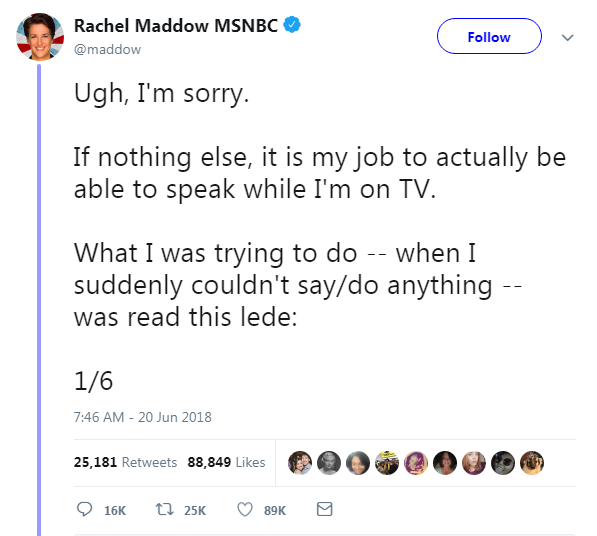 Rachel Maddow MSNBC
@maddow
Follow
Ugh, I'm sorry.
If nothing else, it is my job to actually be
able to speak while I'm on TV.
What I was trying to do -- when I
suddenly couldn't say/do anything --
was read this lede:
1/6
7:46 AM - 20 Jun 2018
25,181 Retweets 88,849 Likes
16K 25K 89K